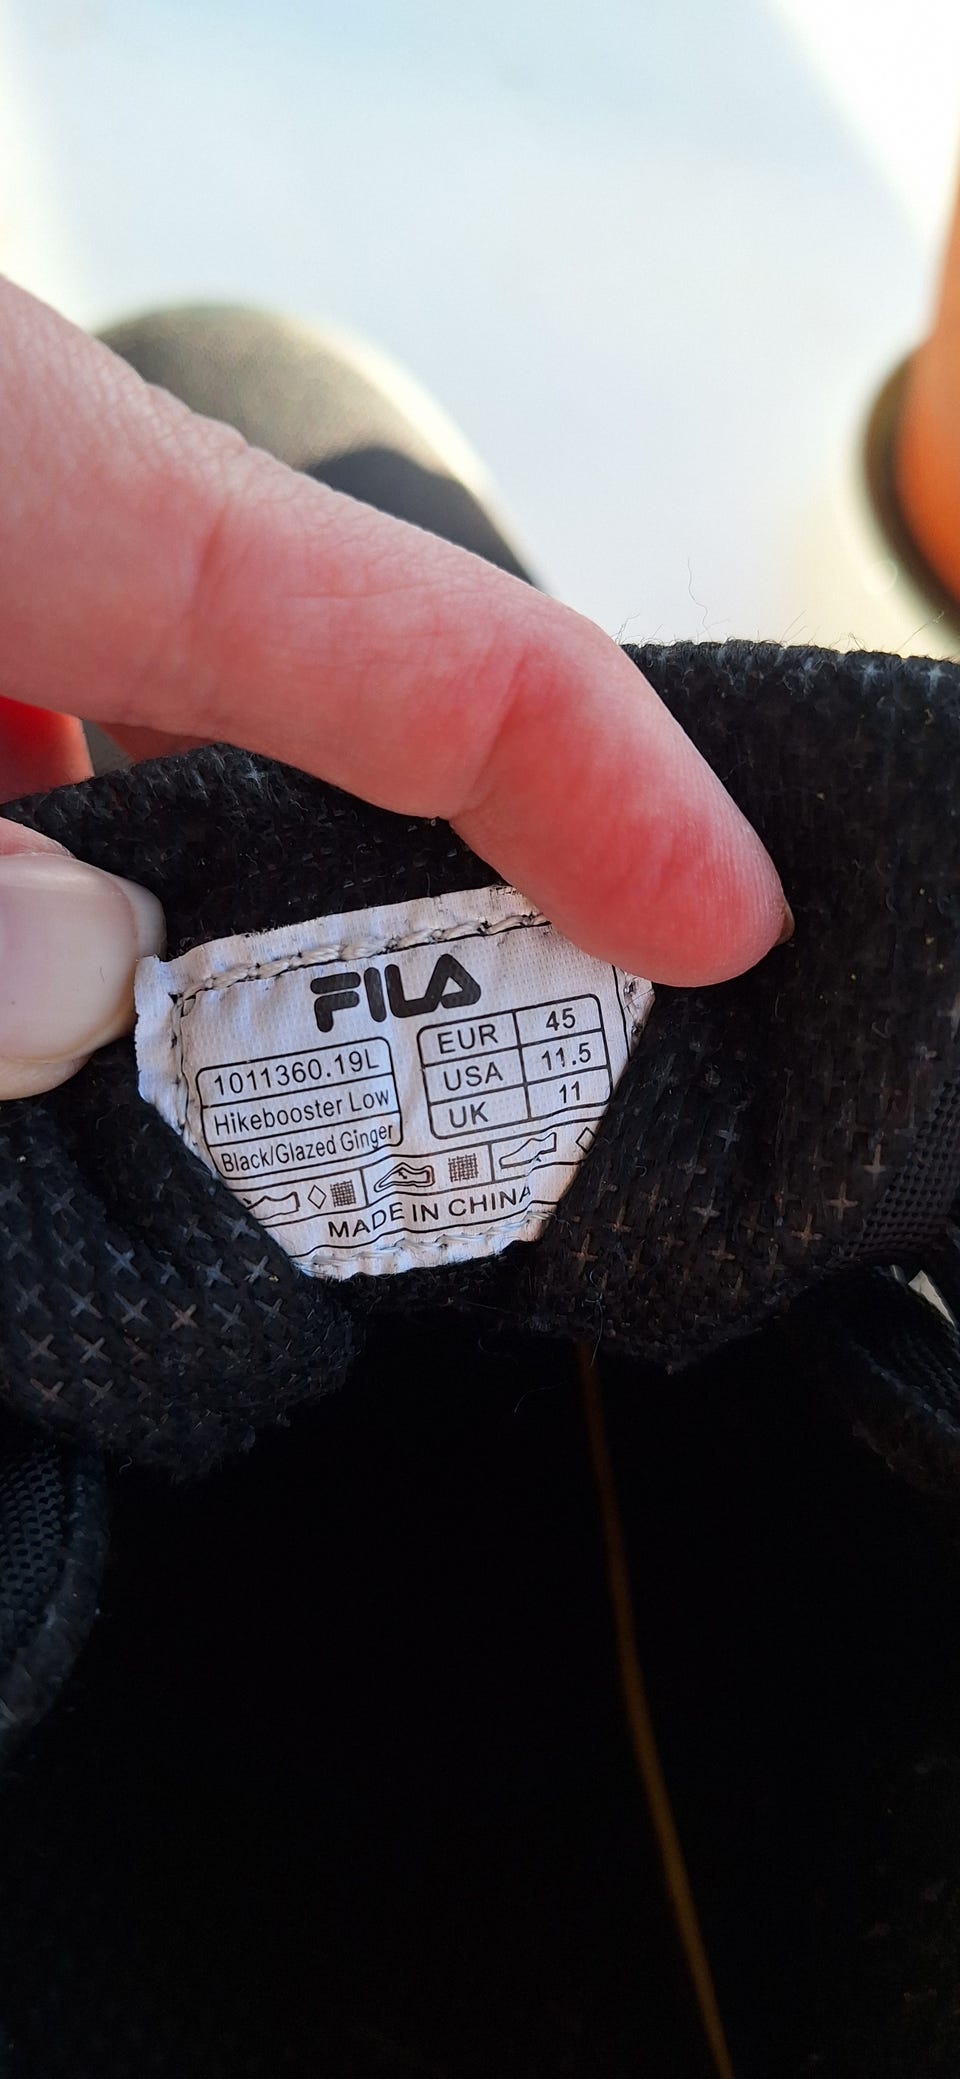 FILA
1011360.19L
Hikebooster Low
Black/Glazed Ginger
EUR 45
USA 11.5
UK 11
MADE IN CHINA